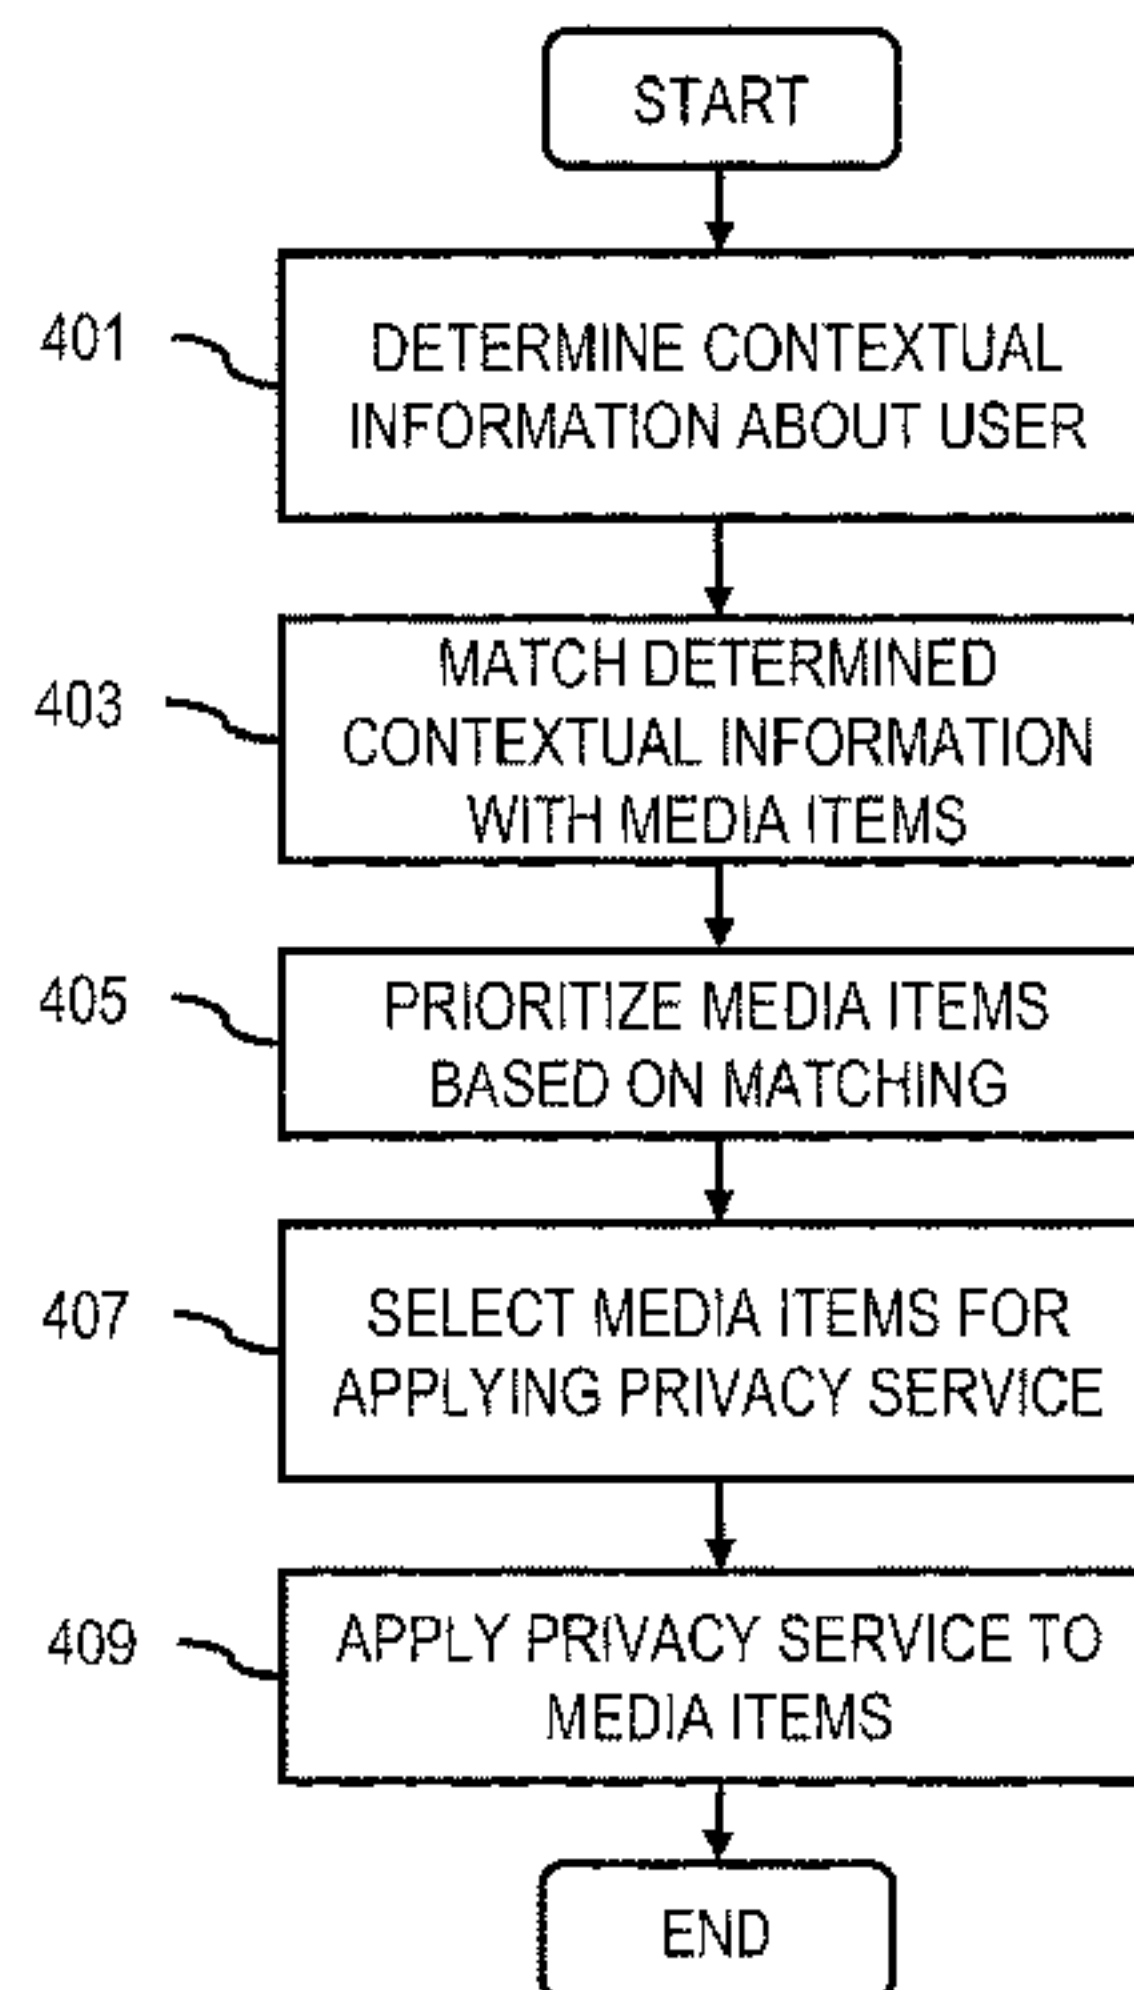 START
401
DETERMINE CONTEXTUAL
INFORMATION ABOUT USER
403
MATCH DETERMINED
CONTEXTUAL INFORMATION
WITH MEDIA ITEMS
405
PRIORITIZE MEDIA ITEMS
BASED ON MATCHING
407
SELECT MEDIA ITEMS FOR
APPLYING PRIVACY SERVICE
409
APPLY PRIVACY SERVICE TO
MEDIA ITEMS
END